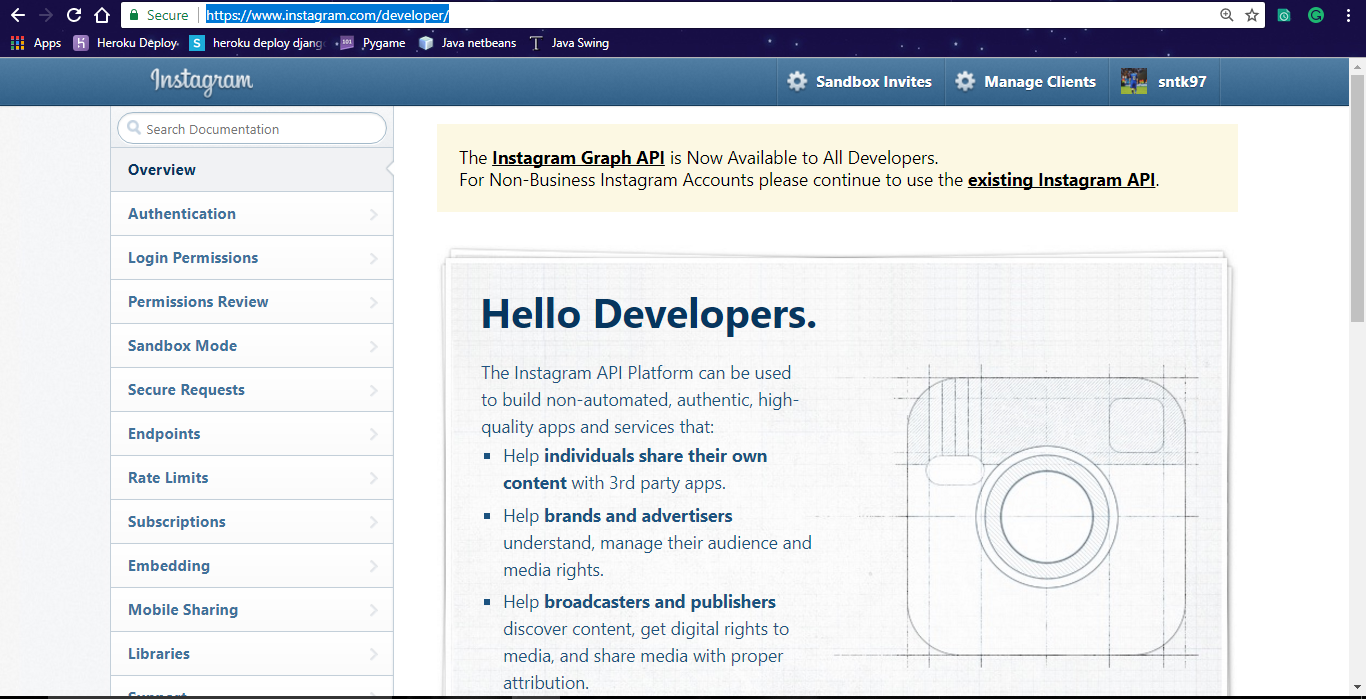 Secure
https://www.instagram.com/developer/
Apps
Heroku Deploy
heroku deploy djang
Pygame
Java netbeans
Java Swing
Instagram
Sandbox Invites
Manage Clients
sntk97
Search Documentation
Overview
Authentication
Login Permissions
Permissions Review
Sandbox Mode
Secure Requests
Endpoints
Rate Limits
Subscriptions
Embedding
Mobile Sharing
Libraries
Support
The Instagram Graph API is Now Available to All Developers.
For Non-Business Instagram Accounts please continue to use the existing Instagram API.
Hello Developers.
The Instagram API Platform can be used
to build non-automated, authentic, high-
quality apps and services that:
Help individuals share their own
content with 3rd party apps.
Help brands and advertisers
understand, manage their audience and
media rights.
Help broadcasters and publishers
discover content, get digital rights to
media, and share media with proper
attribution.